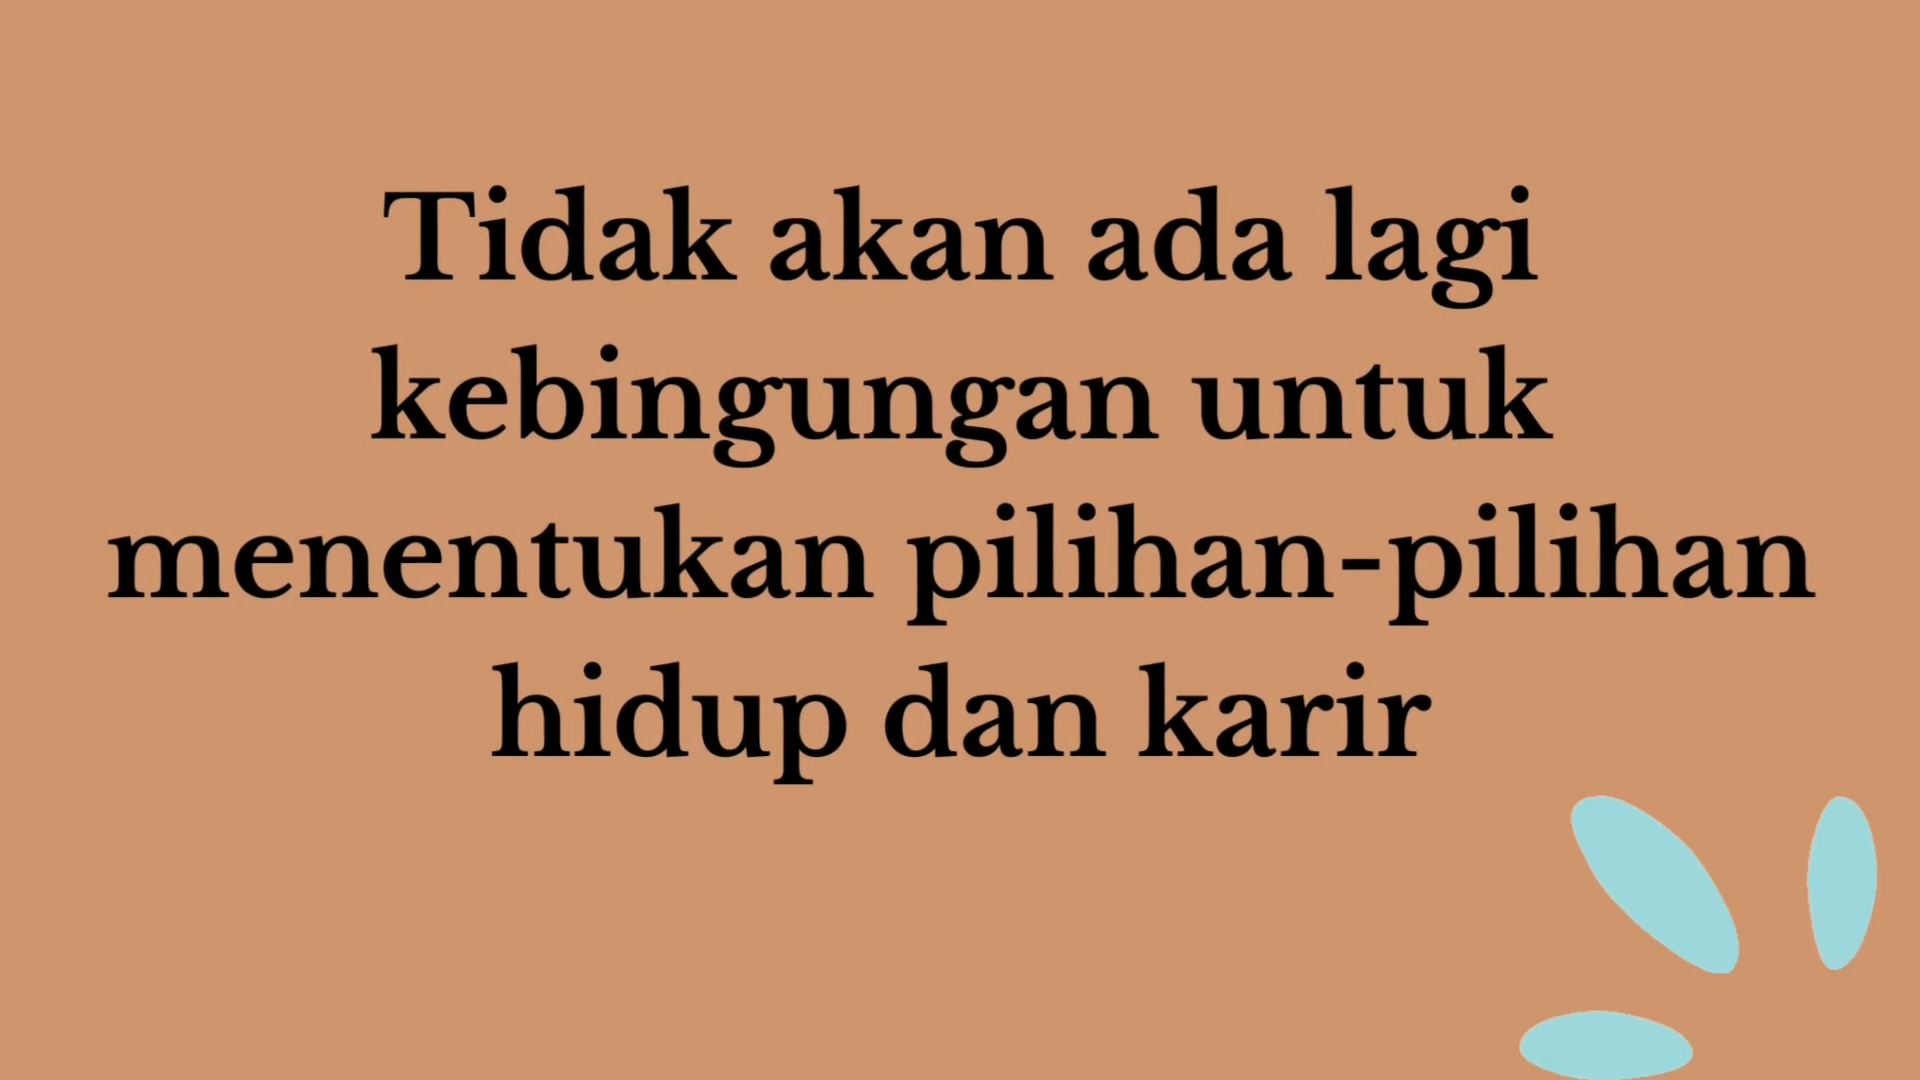 Tidak akan ada lagi
kebingungan untuk
menentukan pilihan-pilihan
hidup dan karir